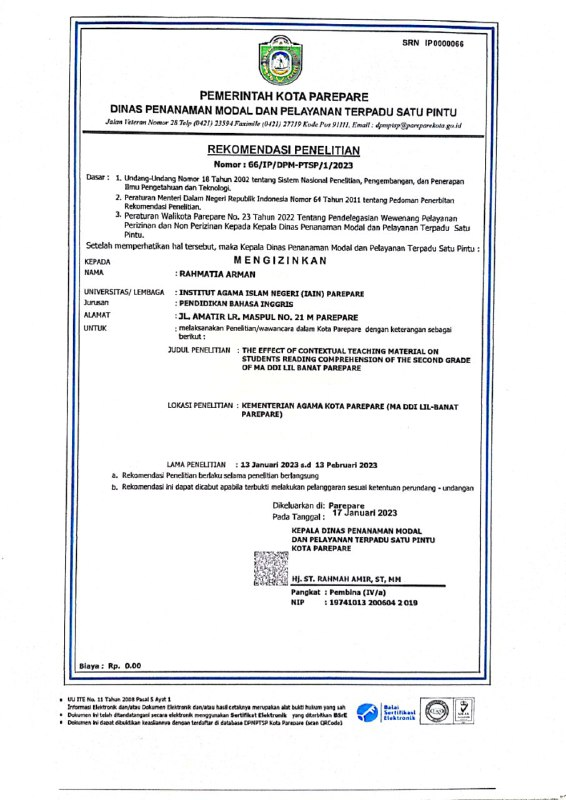 SRN IP0000066
PEMERINTAH KOTA PAREPARE
DINAS PENANAMAN MODAL DAN PELAYANAN TERPADU SATU PINTU
Jalan Veteran Nomor 28 Telp (0421) 23594 Faximile (0421) 27719 Kode Pos 91111, Email : dpmptsp@pareparekota.go.id
REKOMENDASI PENELITIAN
Nomor : 66/IP/DPM-PTSP/1/2023
Dasar : 1. Undang-Undang Nomor 18 Tahun 2002 tentang Sistem Nasional Penelitian, Pengembangan, dan Penerapan
Ilmu Pengetahuan dan Teknologi.
2. Peraturan Menteri Dalam Negeri Republik Indonesia Nomor 64 Tahun 2011 tentang Pedoman Penerbitan
Rekomendasi Penelitian.
3. Peraturan Walikota Parepare No. 23 Tahun 2022 Tentang Pendelegasian Wewenang Pelayanan
Perizinan dan Non Perizinan Kepada Kepala Dinas Penanaman Modal dan Pelayanan Terpadu Satu
Pintu.
Setelah memperhatikan hal tersebut, maka Kepala Dinas Penanaman Modal dan Pelayanan Terpadu Satu Pintu :
MENGIZINKAN
KEPADA
NAMA : RAHMATIA ARMAN
UNIVERSITAS/ LEMBAGA : INSTITUT AGAMA ISLAM NEGERI (IAIN) PAREPARE
Jurusan : PENDIDIKAN BAHASA INGGRIS
ALAMAT : JL. AMATIR LR. MASPUL NO. 21 M PAREPARE
UNTUK : melaksanakan Penelitian/wawancara dalam Kota Parepare dengan keterangan sebagai
berikut :
JUDUL PENELITIAN : THE EFFECT OF CONTEXTUAL TEACHING MATERIAL ON
STUDENTS READING COMPREHENSION OF THE SECOND GRADE
OF MA DDI LIL BANAT PAREPARE
LOKASI PENELITIAN : KEMENTERIAN AGAMA KOTA PAREPARE (MA DDI LIL-BANAT
PAREPARE)
LAMA PENELITIAN : 13 Januari 2023 s.d 13 Pebruari 2023
a. Rekomendasi Penelitian berlaku selama penelitian berlangsung
b. Rekomendasi ini dapat dicabut apabila terbukti melakukan pelanggaran sesuai ketentuan perundang - undangan
Dikeluarkan di: Parepare
Pada Tanggal : 17 Januari 2023
KEPALA DINAS PENANAMAN MODAL
DAN PELAYANAN TERPADU SATU PINTU
KOTA PAREPARE
Hj. ST. RAHMAH AMIR, ST, MM
Pangkat : Pembina (IV/a)
NIP : 19741013 200604 2 019
Biaya : Rp. 0.00
UU ITE No. 11 Tahun 2008 Pasal 5 Ayat 1
Informasi Elektronik dan/atau Dokumen Elektronik dan/atau hasil cetaknya merupakan alat bukti hukum yang sah
Dokumen ini telah ditandatangani secara elektronik menggunakan Sertifikat Elektronik yang diterbitkan BSrE
Dokumen ini dapat dibuktikan keasliannya dengan terdaftar di database DPMPTSP Kota Parepare (scan QRCode)
Balai
Sertifikasi
Elektronik